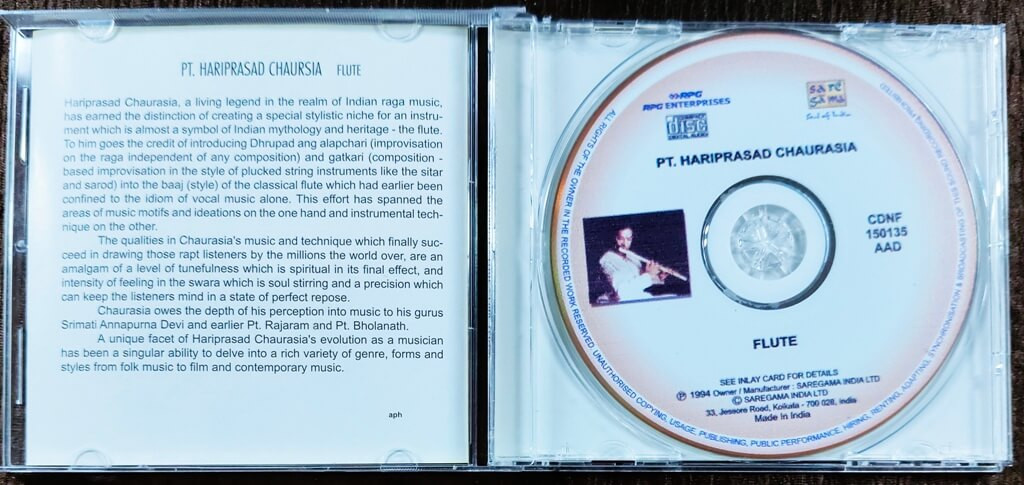 PT. HARIPRASAD CHAURSIA FLUTE
Hariprasad Chaurasia, a living legend in the realm of Indian raga music,
has earned the distinction of creating a special stylistic niche for an instru-
ment which is almost a symbol of Indian mythology and heritage - the flute.
To him goes the credit of introducing Dhrupad ang alapchari (improvisation
on the raga independent of any composition) and gatkari (composition -
based improvisation in the style of plucked string instruments like the sitar
and sarod) into the baaj (style) of the classical flute which had earlier been
confined to the idiom of vocal music alone. This effort has spanned the
areas of music motifs and ideations on the one hand and instrumental tech-
nique on the other.
The qualities in Chaurasia's music and technique which finally suc-
ceed in drawing those rapt listeners by the millions the world over, are an
amalgam of a level of tunefulness which is spiritual in its final effect, and
intensity of feeling in the swara which is soul stirring and a precision which
can keep the listeners mind in a state of perfect repose.
Chaurasia owes the depth of his perception into music to his gurus
Srimati Annapurna Devi and earlier Pt. Rajaram and Pt. Bholanath.
A unique facet of Hariprasad Chaurasia's evolution as a musician
has been a singular ability to delve into a rich variety of genre, forms and
styles from folk music to film and contemporary music.
aph
RPG
RPG ENTERPRISES
COMPACT
disc
DIGITAL AUDIO
sa re
ga ma
Soul of India
PT. HARIPRASAD CHAURASIA
CDNF
150135
AAD
FLUTE
SEE INLAY CARD FOR DETAILS
Ⓟ 1994 Owner / Manufacturer : SAREGAMA INDIA LTD
© SAREGAMA INDIA LTD
33, Jessore Road, Kolkata - 700 028, India
Made in India
ALL RIGHTS OF THE OWNER IN THE RECORDED WORK RESERVED. UNAUTHORISED COPYING, USAGE, PUBLISHING, PUBLIC PERFORMANCE, HIRING, RENTING, ADAPTING, SYNCHRONISATION & BROADCASTING OF THIS SOUND RECORDING PROHIBITED.